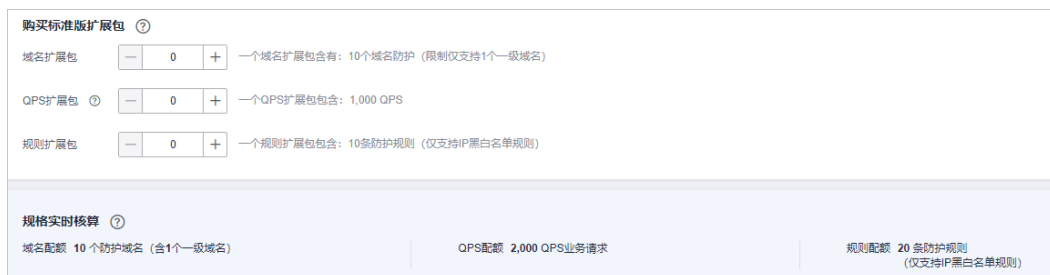 购买标准版扩展包 ?
域名扩展包 — 0 + 一个域名扩展包含有：10个域名防护（限制仅支持1个一级域名）
QPS扩展包 ? — 0 + 一个QPS扩展包包含：1,000 QPS
规则扩展包 — 0 + 一个规则扩展包包含：10条防护规则（仅支持IP黑白名单规则）
规格实时核算 ?
域名配额 10 个防护域名（含1个一级域名） QPS配额 2,000 QPS业务请求 规则配额 20 条防护规则
（仅支持IP黑白名单规则）